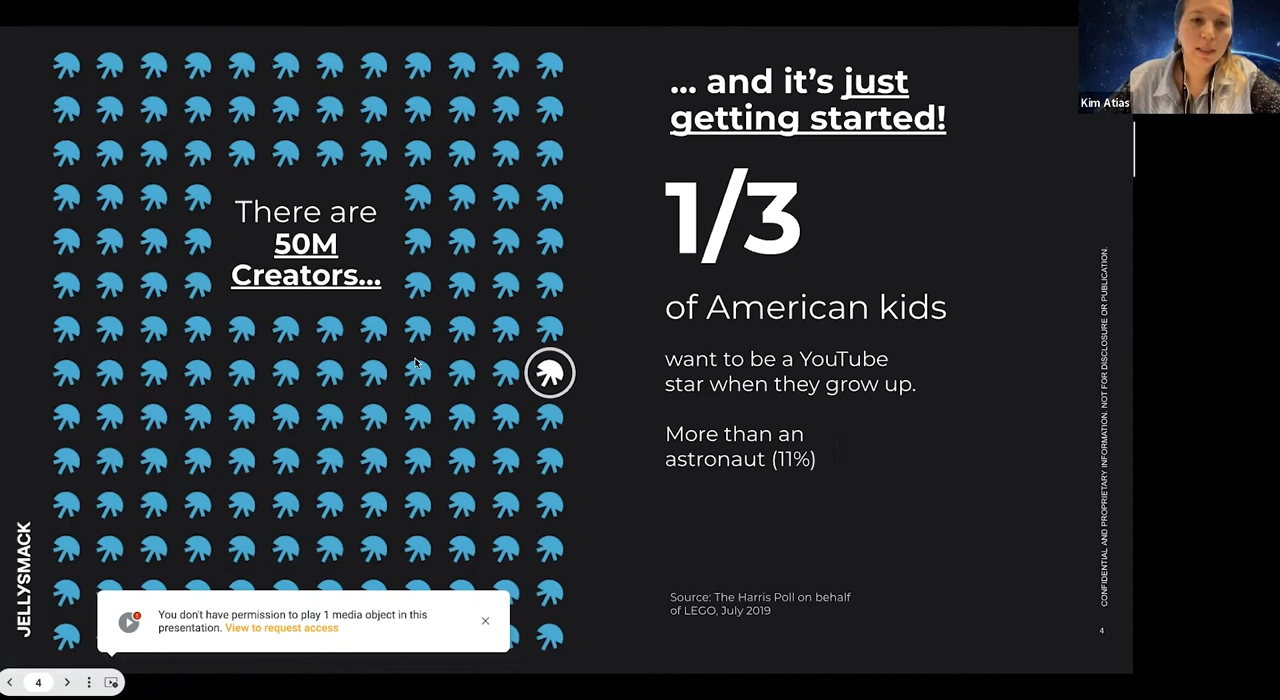 There are
50M
Creators...
... and it's just
getting started!
1/3
of American kids
want to be a YouTube
star when they grow up.
More than an
astronaut (11%)
Source: The Harris Poll on behalf
of LEGO, July 2019
CONFIDENTIAL AND PROPRIETARY INFORMATION. NOT FOR DISCLOSURE OR PUBLICATION.
4
JELLYSMACK
Kim Atias
You don't have permission to play 1 media object in this
presentation. View to request access
4